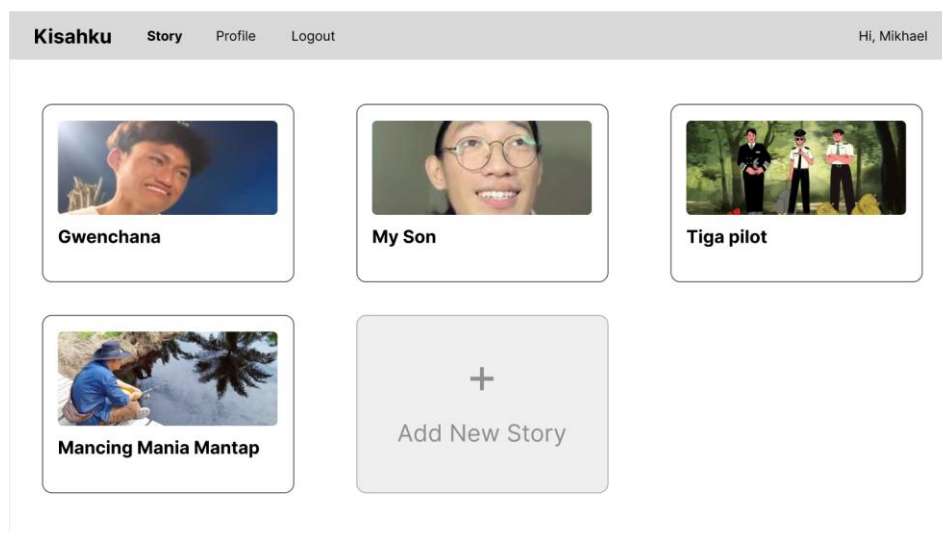 Kisahku Story Profile Logout Hi, Mikhael
Gwenchana My Son Tiga pilot
Mancing Mania Mantap
+
Add New Story